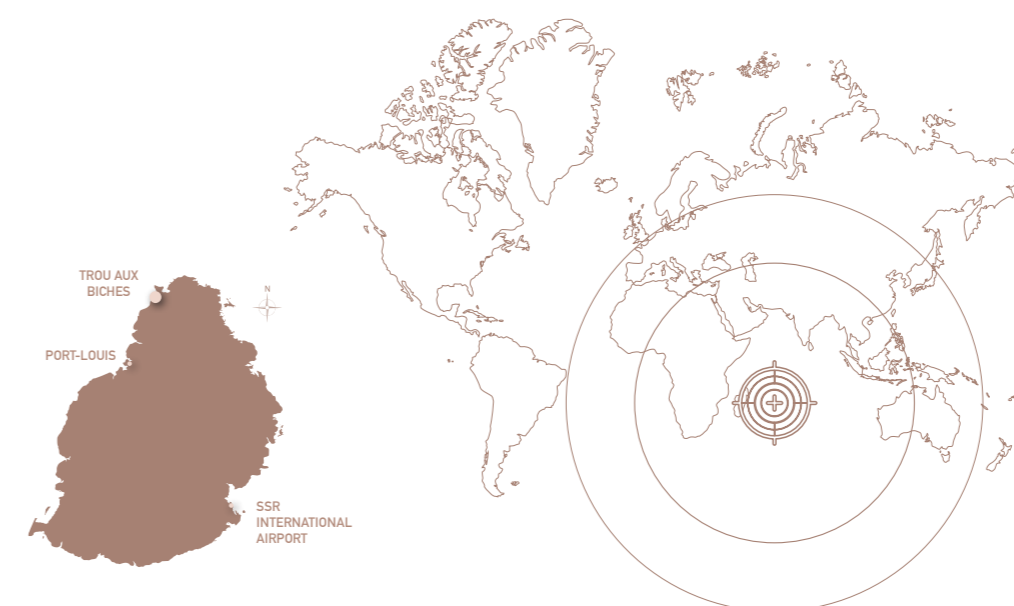 TROU AUX
BICHES
N
PORT-LOUIS
SSR
INTERNATIONAL
AIRPORT